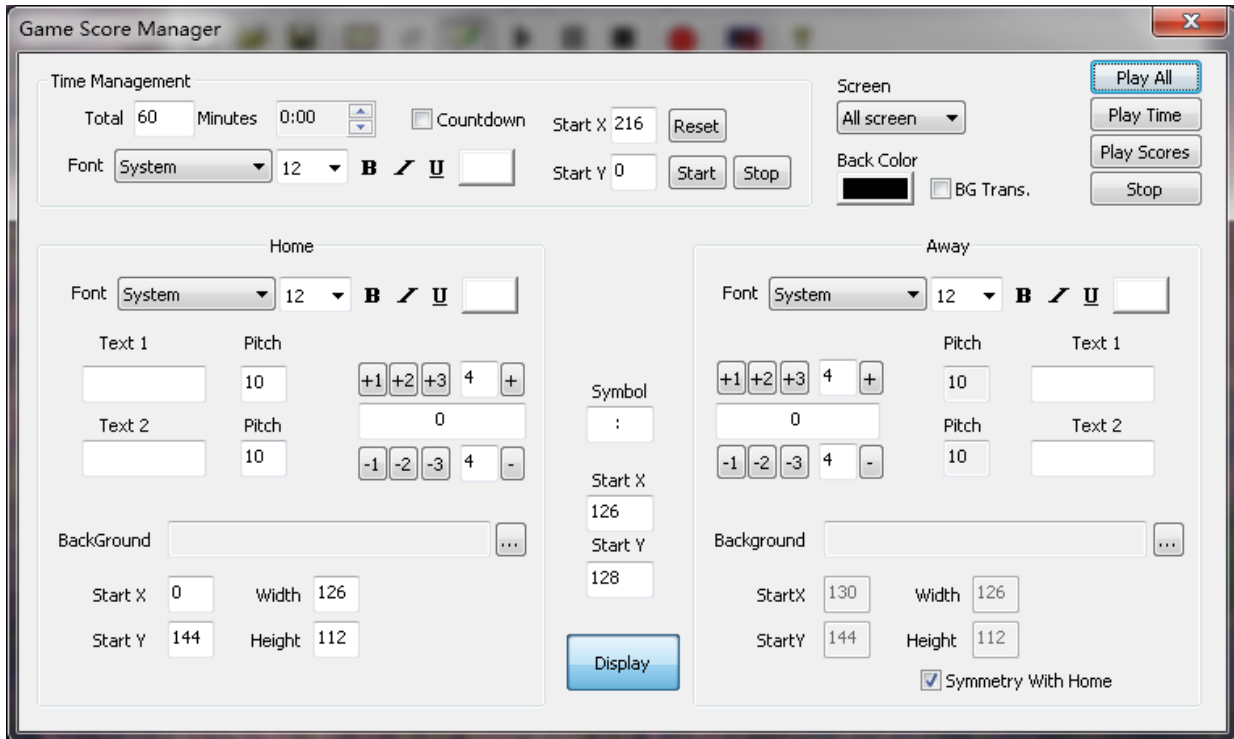 Game Score Manager
Time Management
Total 60 Minutes 0:00 Countdown Start X 216 Reset
Font System 12 B I U Start Y 0 Start Stop
Screen
All screen
Back Color
BG Trans.
Play All
Play Time
Play Scores
Stop
Home
Font System 12 B I U
Text 1 Pitch
10
+1 +2 +3 4 +
0
Text 2 Pitch
10
-1 -2 -3 4 -
BackGround ...
Start X 0 Width 126
Start Y 144 Height 112
Symbol
:
Start X
126
Start Y
128
Display
Away
Font System 12 B I U
Pitch Text 1
+1 +2 +3 4 + 10
0
Pitch Text 2
-1 -2 -3 4 - 10
Background ...
StartX 130 Width 126
StartY 144 Height 112
Symmetry With Home